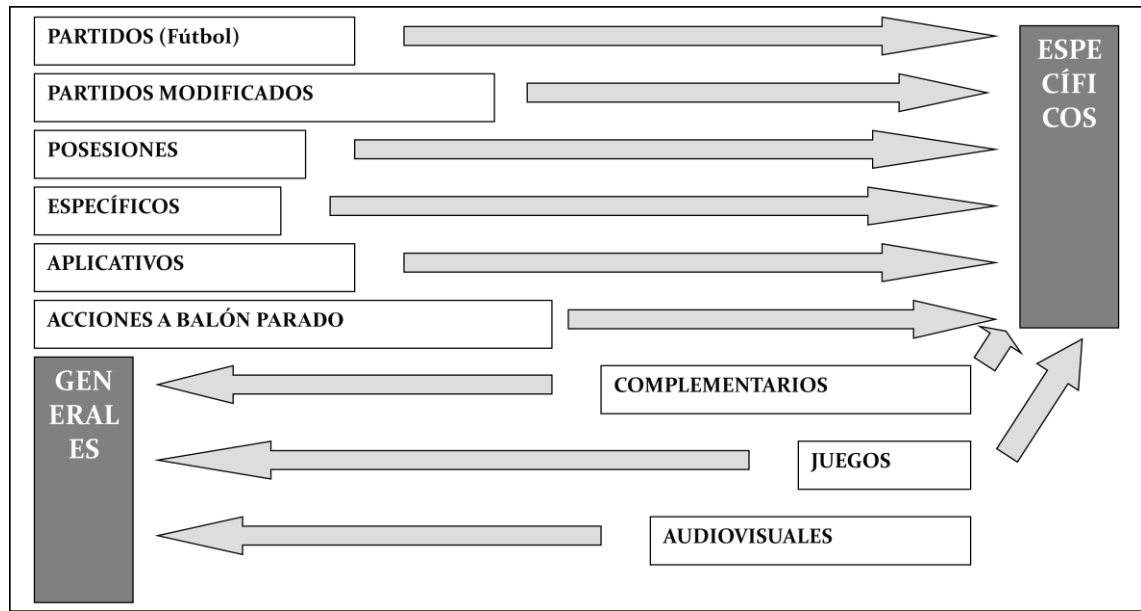 PARTIDOS (Fútbol)
ESPE
CÍFI
COS
PARTIDOS MODIFICADOS
POSESIONES
ESPECÍFICOS
APLICATIVOS
ACCIONES A BALÓN PARADO
GEN
ERAL
ES
COMPLEMENTARIOS
JUEGOS
AUDIOVISUALES